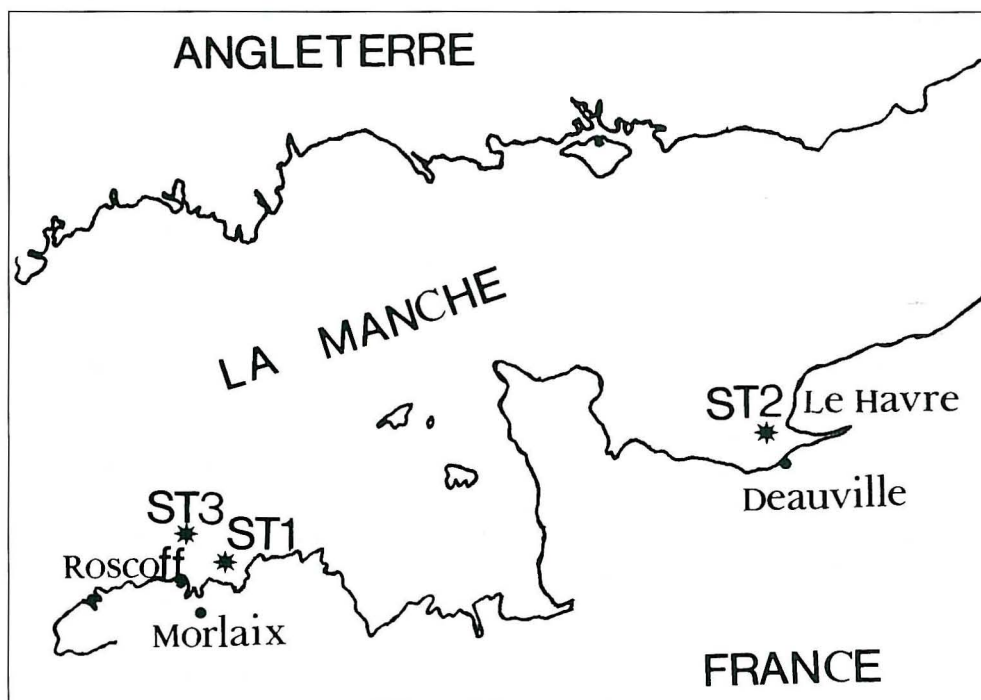 ANGLETERRE
LA MANCHE
ST2
Le Havre
Deauville
ST3
ST1
Roscoff
Morlaix
FRANCE